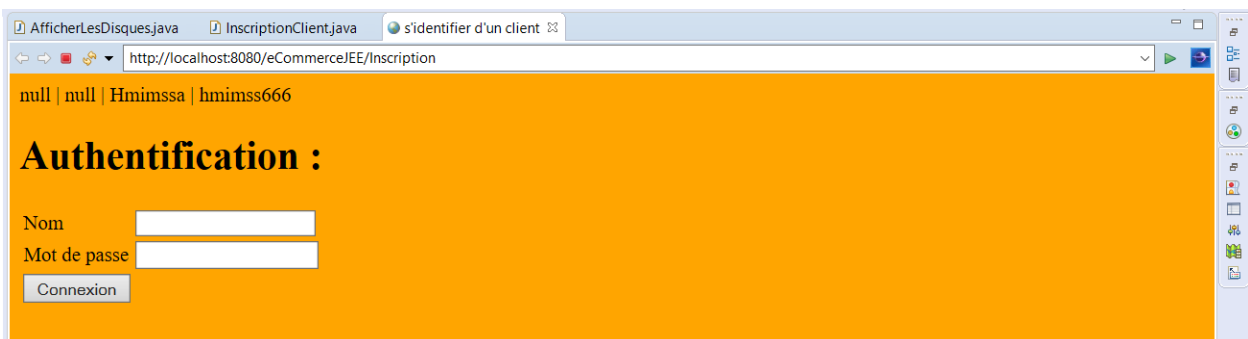 AfficherLesDisques.java InscriptionClient.java s'identifier d'un client
http://localhost:8080/eCommerceJEE/Inscription
null | null | Hmimssa | hmimss666
Authentification :
Nom
Mot de passe
Connexion